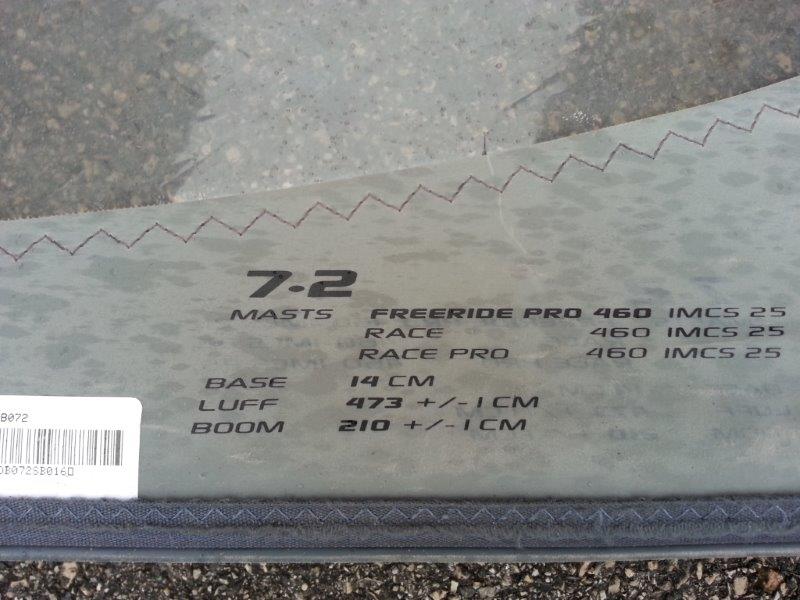 7.2
MASTS FREERIDE PRO 460 IMCS 25
RACE 460 IMCS 25
RACE PRO 460 IMCS 25
BASE 14 CM
LUFF 473 +/-1 CM
BOOM 210 +/-1 CM
B072